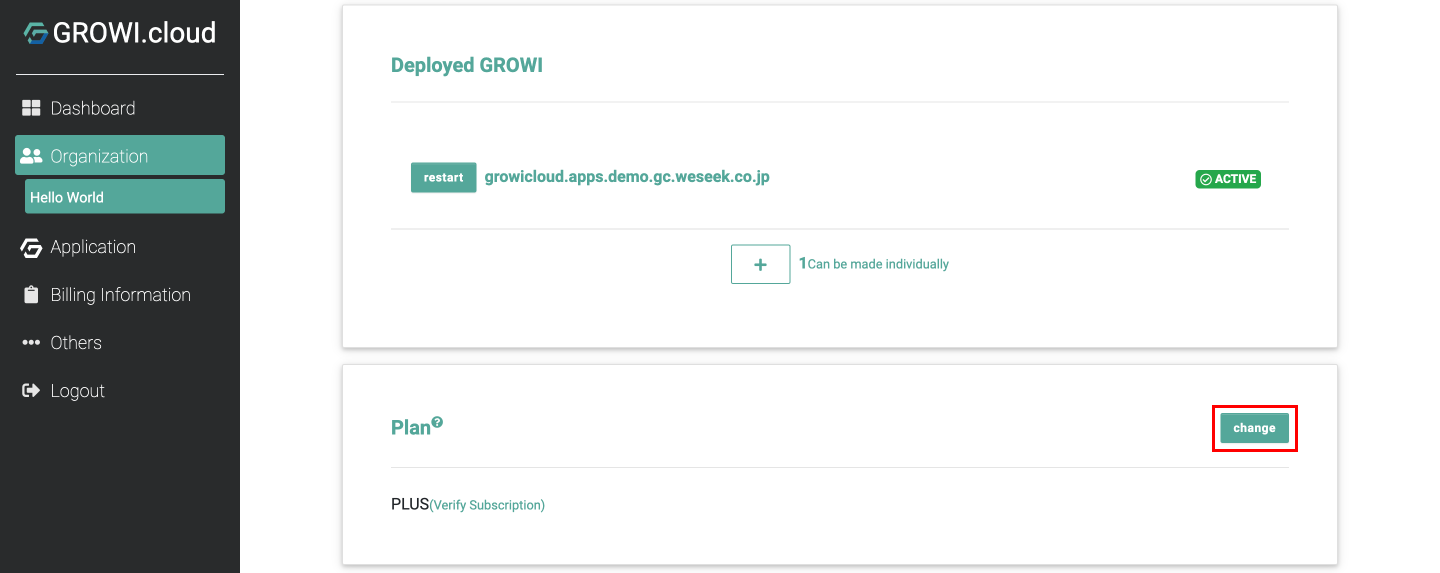 GROWI.cloud
Dashboard
Organization
Hello World
Application
Billing Information
Others
Logout
Deployed GROWI
restart growicloud.apps.demo.gc.weseek.co.jp ACTIVE
+ 1Can be made individually
Plan? change
PLUS(Verify Subscription)